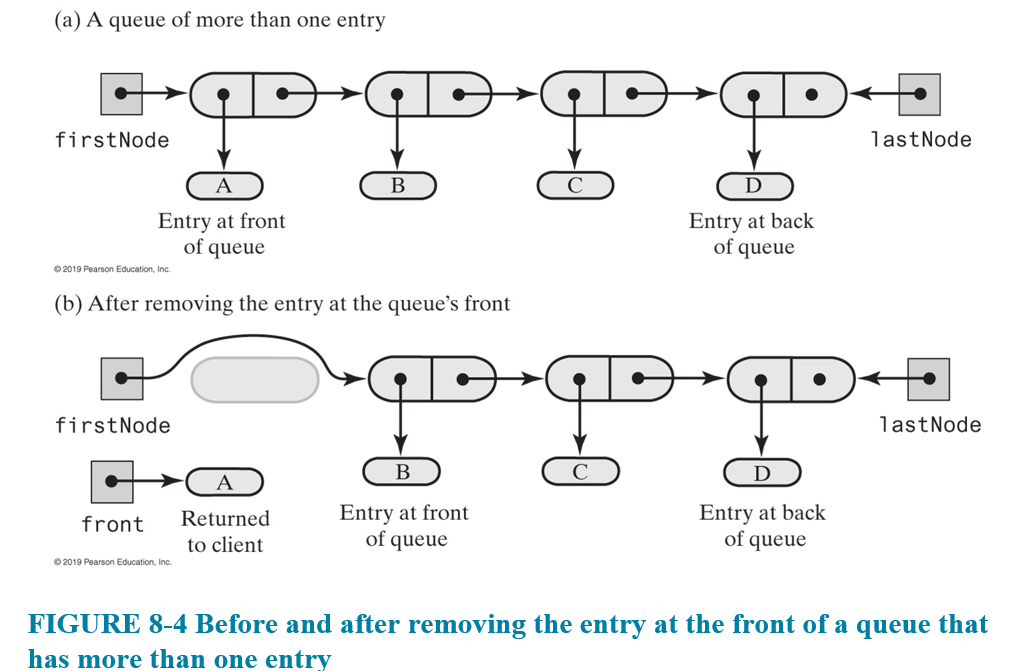 (a) A queue of more than one entry
firstNode
lastNode
A
B
C
D
Entry at front
of queue
Entry at back
of queue
© 2019 Pearson Education, Inc.
(b) After removing the entry at the queue’s front
firstNode
lastNode
B
C
D
A
front
Returned
to client
Entry at front
of queue
Entry at back
of queue
© 2019 Pearson Education, Inc.
FIGURE 8-4 Before and after removing the entry at the front of a queue that
has more than one entry